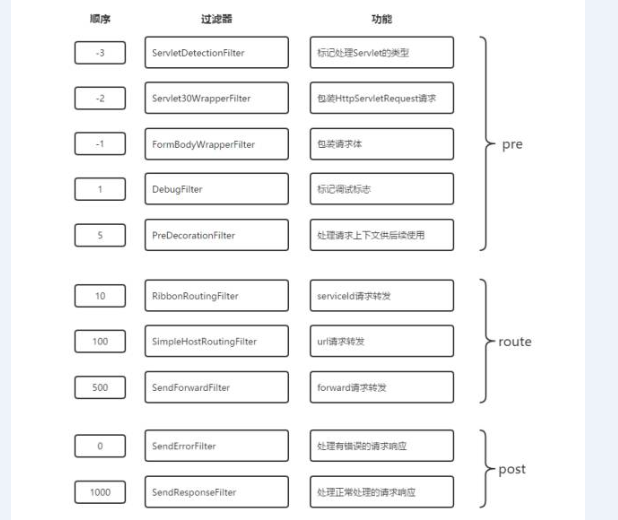 顺序 过滤器 功能
-3 ServletDetectionFilter 标记处理Servlet的类型
-2 Servlet30WrapperFilter 包装HttpServletRequest请求
-1 FormBodyWrapperFilter 包装请求体
pre
1 DebugFilter 标记调试标志
5 PreDecorationFilter 处理请求上下文供后续使用
10 RibbonRoutingFilter serviceId请求转发
100 SimpleHostRoutingFilter url请求转发
route
500 SendForwardFilter forward请求转发
0 SendErrorFilter 处理有错误的请求响应
post
1000 SendResponseFilter 处理正常处理的请求响应